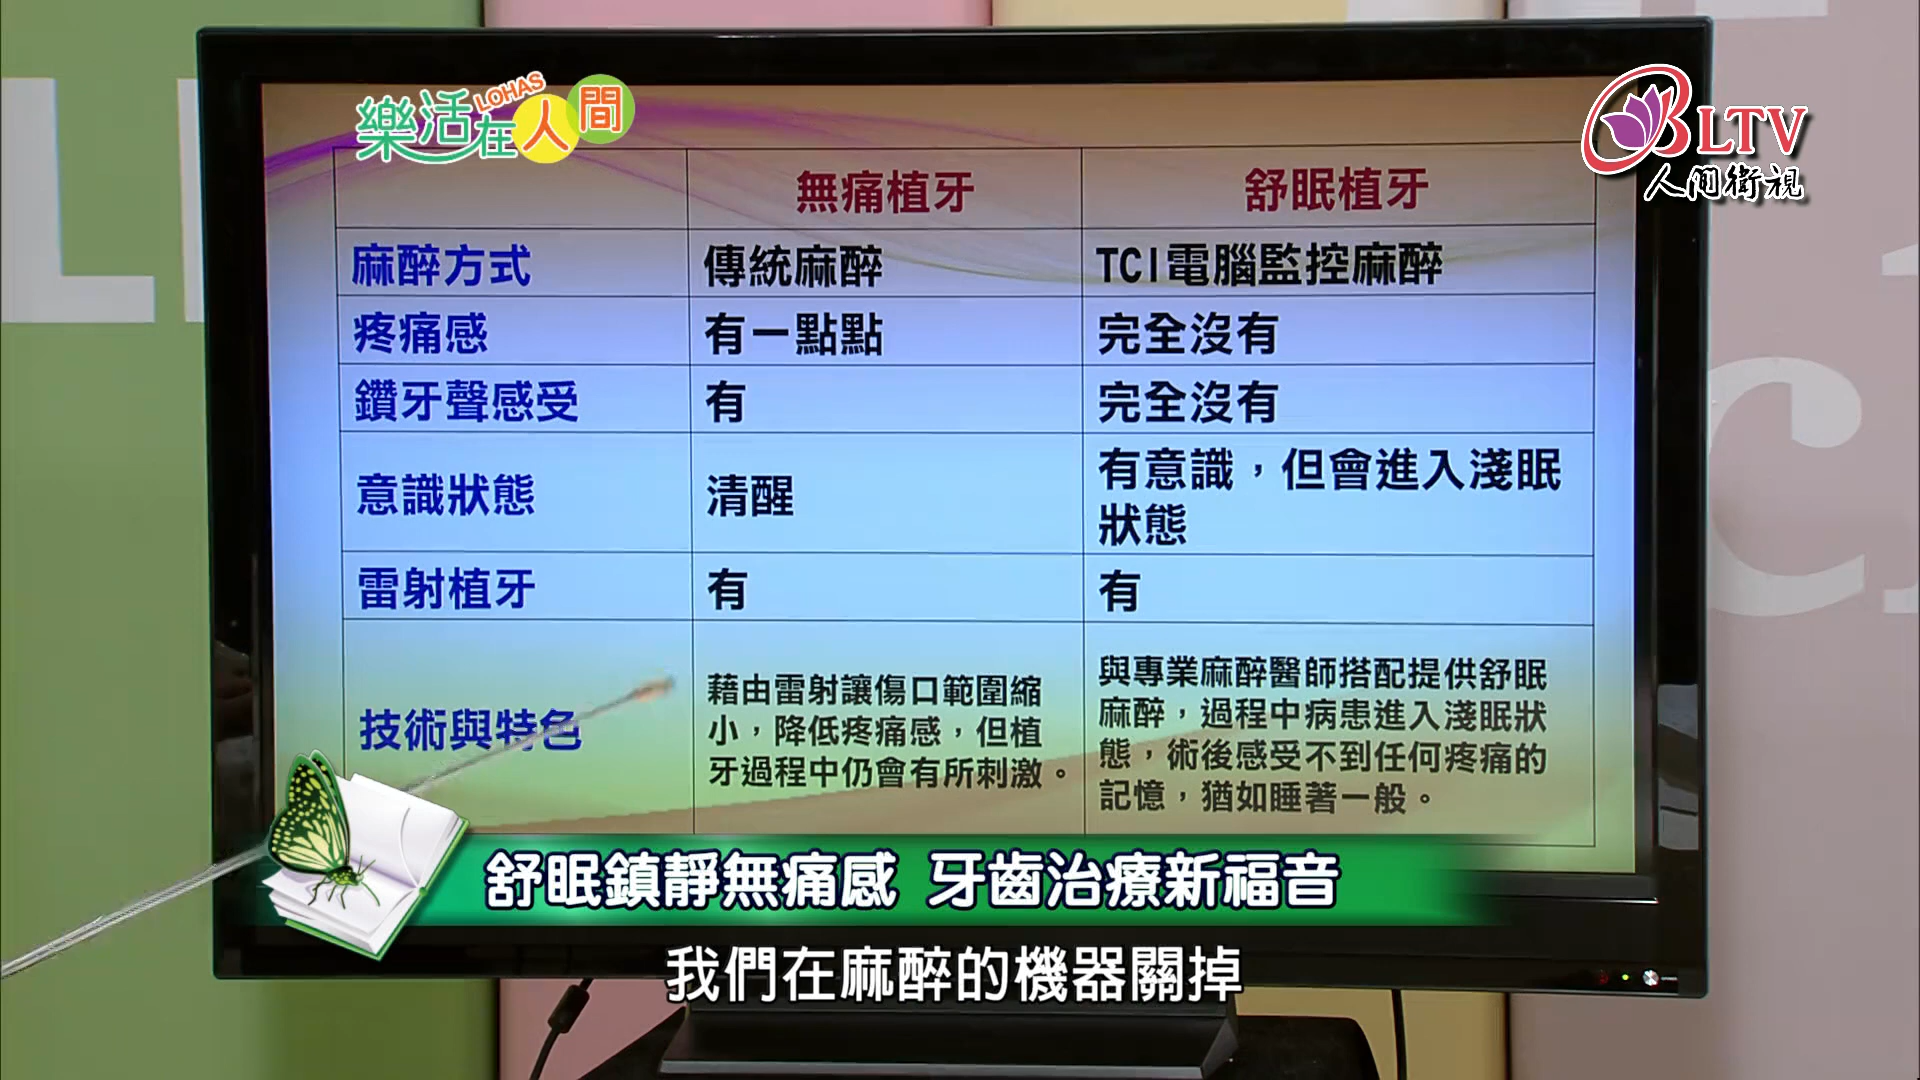 樂活在人間
LOHAS
BLTV
人間衛視
無痛植牙 舒眠植牙
麻醉方式 傳統麻醉 TCI電腦監控麻醉
疼痛感 有一點點 完全沒有
鑽牙聲感受 有 完全沒有
意識狀態 清醒 有意識，但會進入淺眠
狀態
雷射植牙 有 有
技術與特色
藉由雷射讓傷口範圍縮
小，降低疼痛感，但植
牙過程中仍會有所刺激。
與專業麻醉醫師搭配提供舒眠
麻醉，過程中病患進入淺眠狀
態，術後感受不到任何疼痛的
記憶，猶如睡著一般。
舒眠鎮靜無痛感 牙齒治療新福音
我們在麻醉的機器關掉